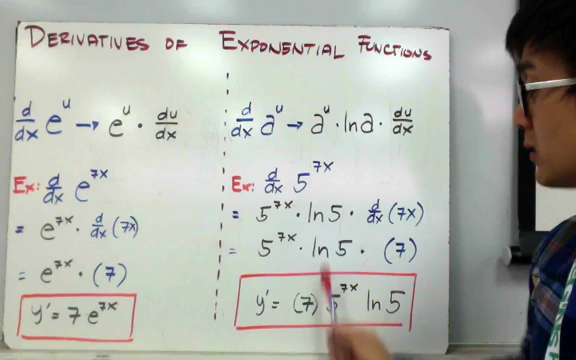 DERIVATIVES OF EXPONENTIAL FUNCTIONS
d/dx e^u → e^u · du/dx
Ex: d/dx e^7x
= e^7x · d/dx (7x)
= e^7x · (7)
y' = 7 e^7x
d/dx a^u → a^u · ln a · du/dx
Ex: d/dx 5^7x
= 5^7x · ln 5 · d/dx (7x)
= 5^7x · ln 5 · (7)
y' = (7) 5^7x ln 5